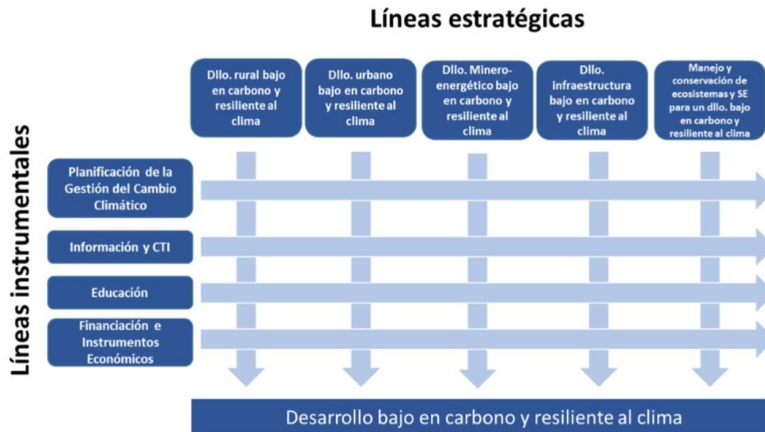 Líneas estratégicas
Dllo. rural bajo
en carbono y
resiliente al
clima
Dllo. urbano
bajo en carbono
y resiliente al
clima
Dllo. Minero-
energético bajo
en carbono y
resiliente al
clima
Dllo.
infraestructura
bajo en carbono
y resiliente al
clima
Manejo y
conservación de
ecosistemas y SE
para un dllo. bajo
en carbono y
resiliente al clima
Líneas instrumentales
Planificación de la
Gestión del Cambio
Climático
Información y CTI
Educación
Financiación e
Instrumentos
Económicos
Desarrollo bajo en carbono y resiliente al clima